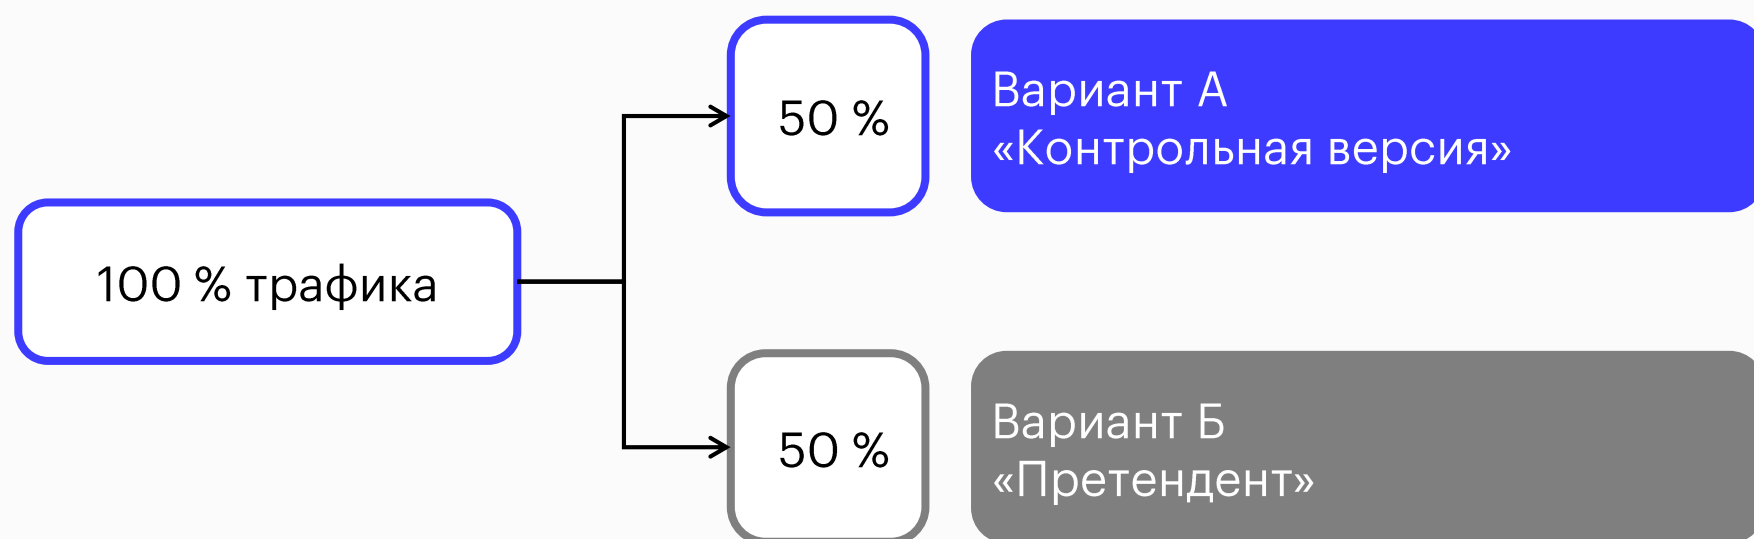 50 %
Вариант А
«Контрольная версия»
100 % трафика
50 %
Вариант Б
«Претендент»